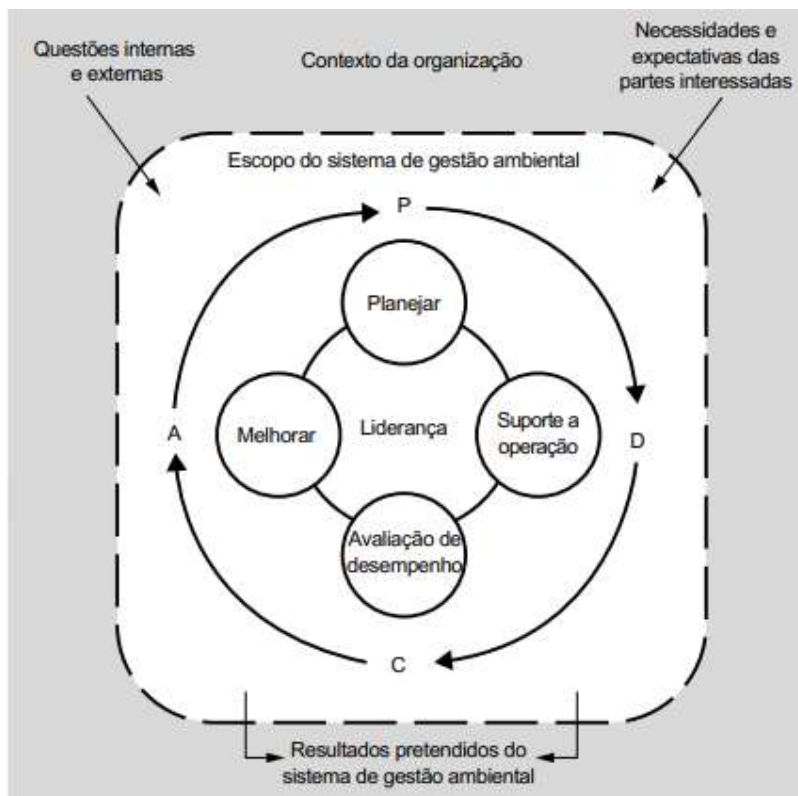 Questões internas
e externas
Contexto da organização
Necessidades e
expectativas das
partes interessadas
Escopo do sistema de gestão ambiental
P
Planejar
A
Melhorar
Liderança
Suporte a
operação
D
Avaliação de
desempenho
C
Resultados pretendidos do
sistema de gestão ambiental